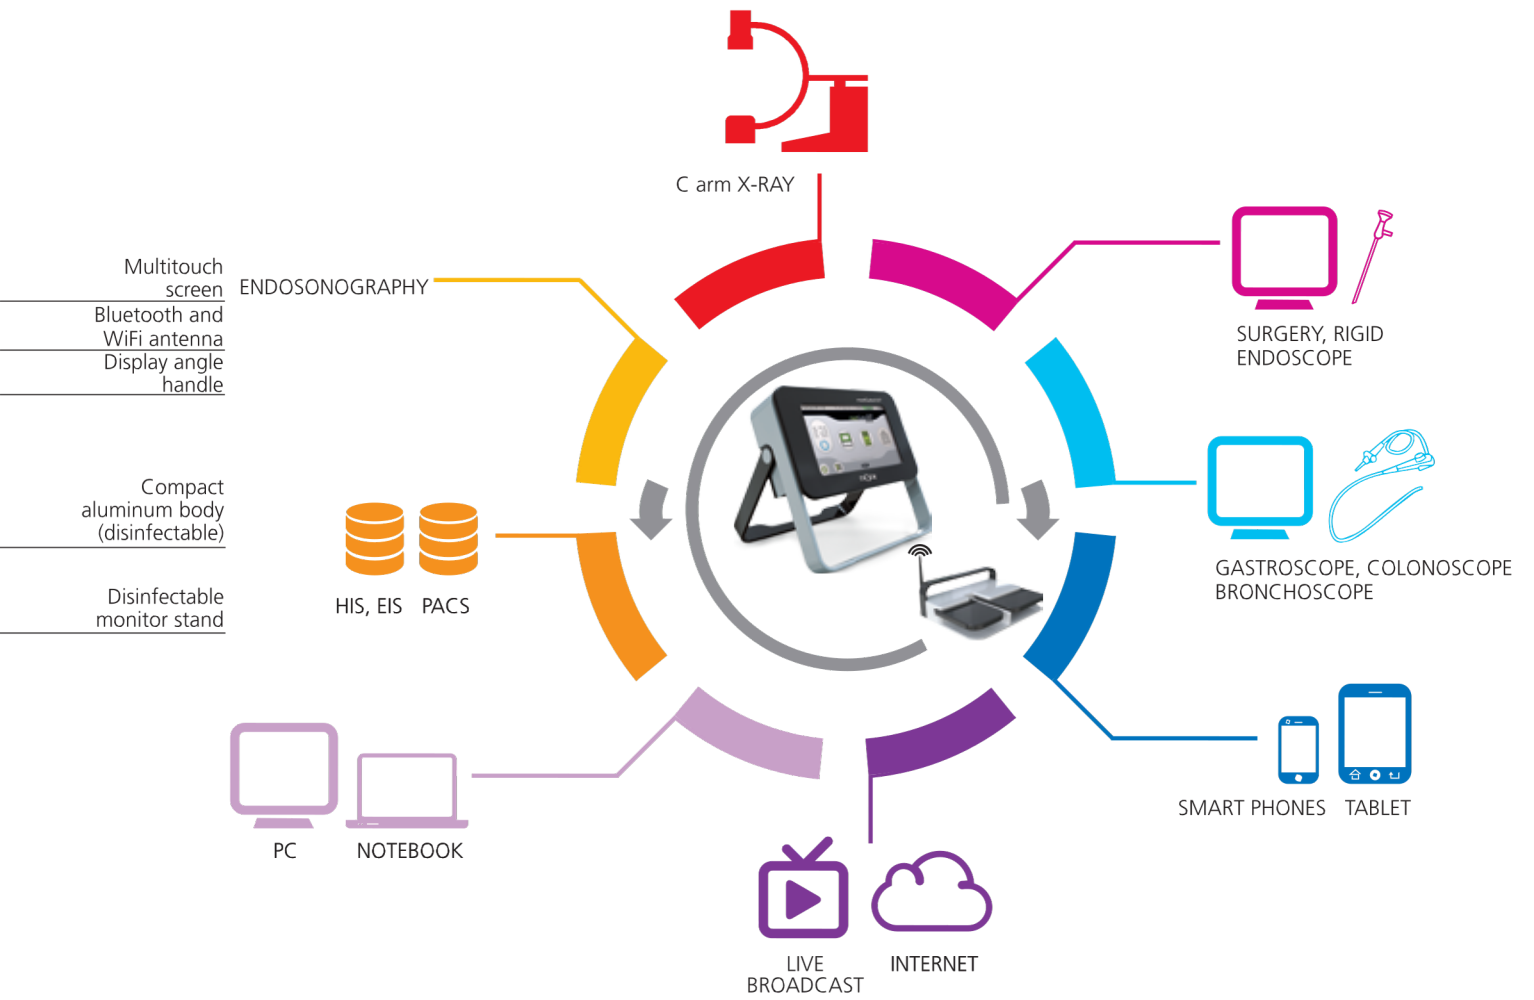 C arm X-RAY
Multitouch
screen
ENDOSONOGRAPHY
Bluetooth and
WiFi antenna
Display angle
handle
SURGERY, RIGID
ENDOSCOPE
Compact
aluminum body
(disinfectable)
GASTROSCOPE, COLONOSCOPE
BRONCHOSCOPE
Disinfectable
monitor stand
HIS, EIS
PACS
SMART PHONES
TABLET
PC
NOTEBOOK
LIVE
BROADCAST
INTERNET